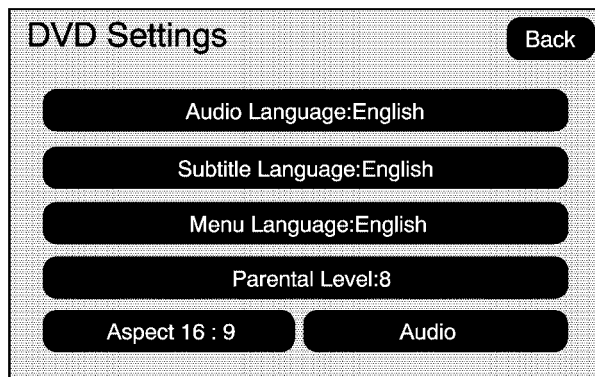 DVD Settings
Back
Audio Language:English
Subtitle Language:English
Menu Language:English
Parental Level:8
Aspect 16 : 9
Audio